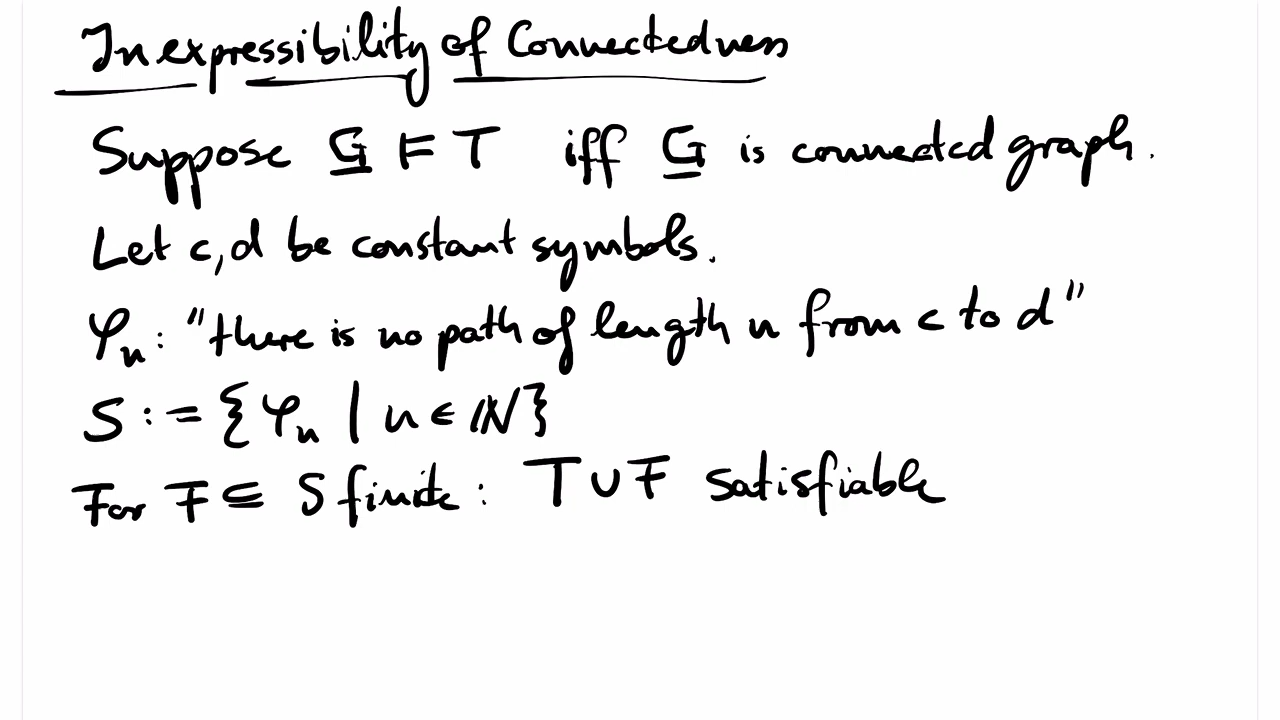 Inexpressibility of Connectedness
Suppose G ⊨ T iff G is connected graph.
Let c,d be constant symbols.
φₙ: "there is no path of length n from c to d"
S := {φₙ | n ∈ ℕ}
For F ⊆ S finite: T ∪ F satisfiable